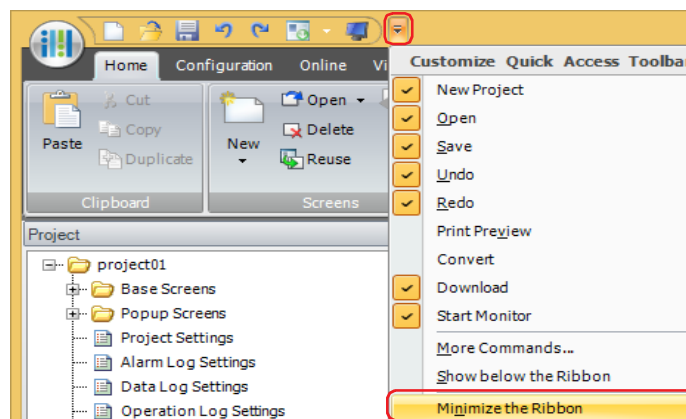 Home Configuration Online Vi
Cut
Copy
Duplicate
Paste
Clipboard
New
Open
Delete
Reuse
Screens
Project
project01
Base Screens
Popup Screens
Project Settings
Alarm Log Settings
Data Log Settings
Operation Log Settings
Customize Quick Access Toolbar
New Project
Open
Save
Undo
Redo
Print Preview
Convert
Download
Start Monitor
More Commands...
Show below the Ribbon
Minimize the Ribbon